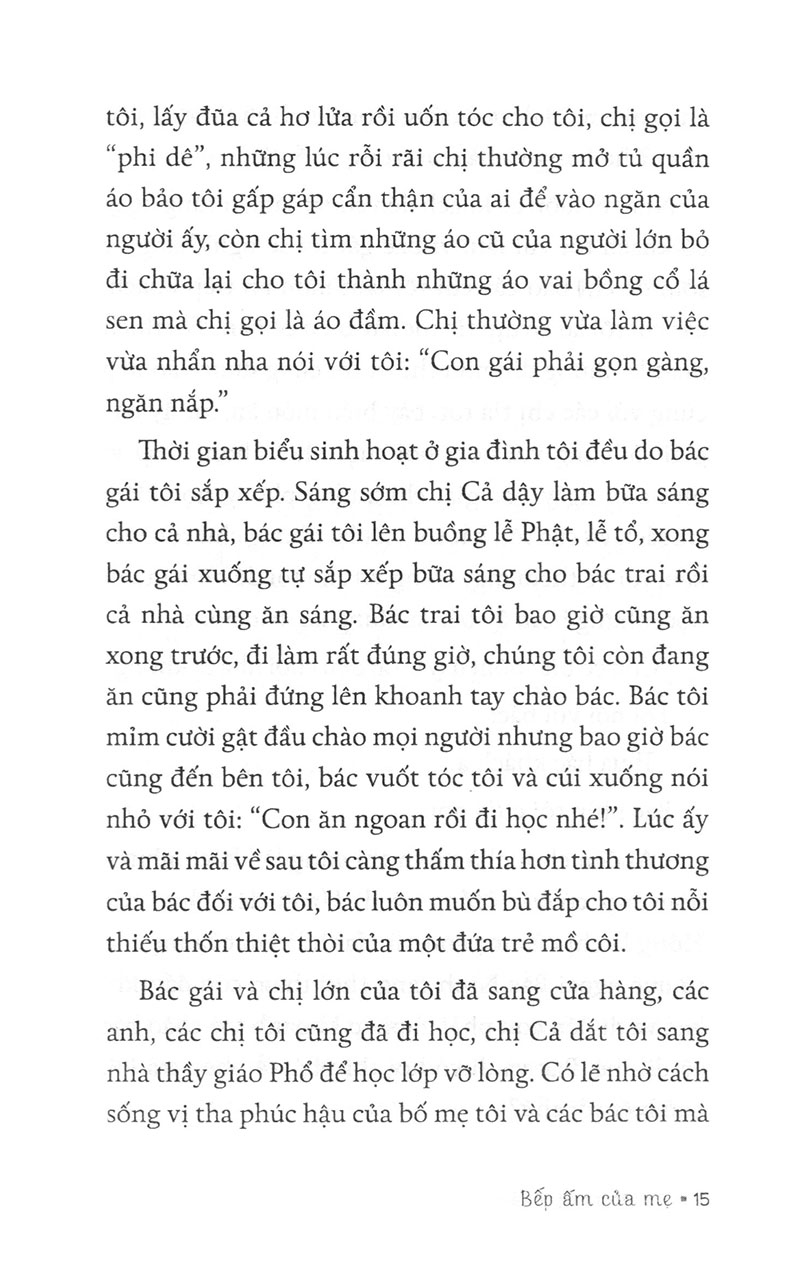 tôi, lấy đũa cả hơ lửa rồi uốn tóc cho tôi, chị gọi là
“phi dê”, những lúc rỗi rãi chị thường mở tủ quần
áo bảo tôi gấp gáp cẩn thận của ai để vào ngăn của
người ấy, còn chị tìm những áo cũ của người lớn bỏ
đi chữa lại cho tôi thành những áo vai bồng cổ lá
sen mà chị gọi là áo đầm. Chị thường vừa làm việc
vừa nhẩn nha nói với tôi: “Con gái phải gọn gàng,
ngăn nắp.”
Thời gian biểu sinh hoạt ở gia đình tôi đều do bác
gái tôi sắp xếp. Sáng sớm chị Cả dậy làm bữa sáng
cho cả nhà, bác gái tôi lên buồng lễ Phật, lễ tổ, xong
bác gái xuống tự sắp xếp bữa sáng cho bác trai rồi
cả nhà cùng ăn sáng. Bác trai tôi bao giờ cũng ăn
xong trước, đi làm rất đúng giờ, chúng tôi còn đang
ăn cũng phải đứng lên khoanh tay chào bác. Bác tôi
mỉm cười gật đầu chào mọi người nhưng bao giờ bác
cũng đến bên tôi, bác vuốt tóc tôi và cúi xuống nói
nhỏ với tôi: “Con ăn ngoan rồi đi học nhé!”. Lúc ấy
và mãi mãi về sau tôi càng thấm thía hơn tình thương
của bác đối với tôi, bác luôn muốn bù đắp cho tôi nỗi
thiếu thốn thiệt thòi của một đứa trẻ mồ côi.
Bác gái và chị lớn của tôi đã sang cửa hàng, các
anh, các chị tôi cũng đã đi học, chị Cả dắt tôi sang
nhà thầy giáo Phổ để học lớp vỡ lòng. Có lẽ nhờ cách
sống vị tha phúc hậu của bố mẹ tôi và các bác tôi mà
Bếp ấm của mẹ • 15